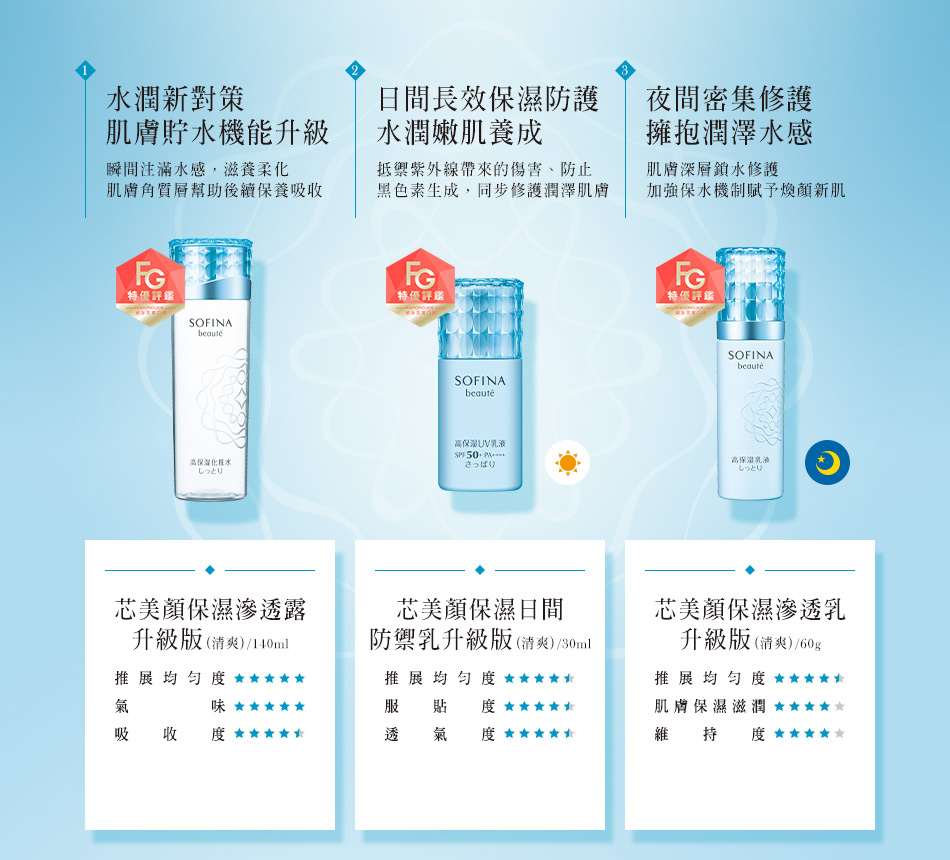 1
水潤新對策
肌膚貯水機能升級
瞬間注滿水感，滋養柔化
肌膚角質層幫助後續保養吸收
2
日間長效保濕防護
水潤嫩肌養成
抵禦紫外線帶來的傷害、防止
黑色素生成，同步修護潤澤肌膚
3
夜間密集修護
擁抱潤澤水感
肌膚深層鎖水修護
加強保水機制賦予煥顏新肌
FG
特優評鑑
SOFINA
beauté
高保湿化粧水
しっとり
FG
特優評鑑
SOFINA
beauté
高保湿UV乳液
SPF50+ PA++++
さっぱり
FG
特優評鑑
SOFINA
beauté
高保湿乳液
しっとり
芯美顏保濕滲透露
升級版(清爽)/140ml
推展均勻度
氣味
吸收度
芯美顏保濕日間
防禦乳升級版(清爽)/30ml
推展均勻度
服貼度
透氣度
芯美顏保濕滲透乳
升級版(清爽)/60g
推展均勻度
肌膚保濕滋潤
維持度